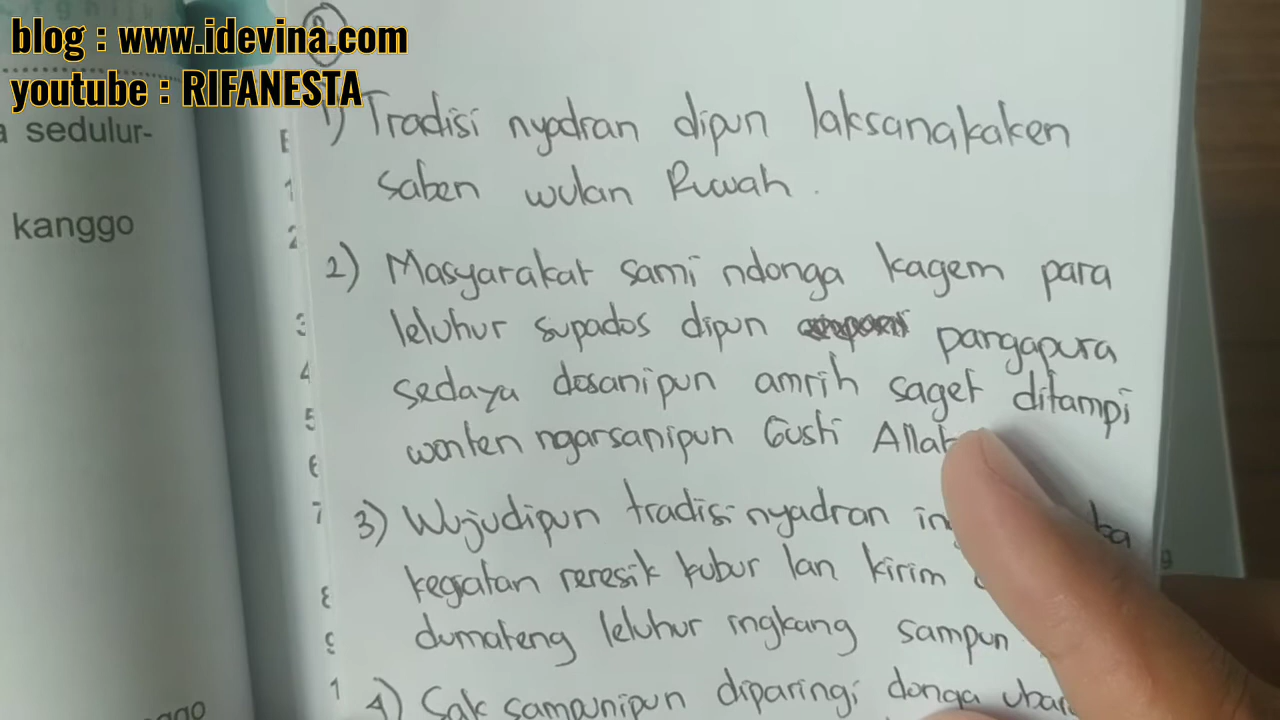 blog : www.idevina.com
youtube : RIFANESTA
a sedulur-
kanggo
1) Tradisi nyadran dipun laksanakaken
saben wulan Ruwah.
2) Masyarakat sami ndonga kagem para
leluhur supados dipun pangapura
sedaya dosanipun amrih saget ditampi
wonten ngarsanipun Gusti Allah
3) Wujudipun tradisi nyadran
kegiatan reresik kubur lan kirim
dumateng leluhur ingkang sampun
4) Sak sampunipun diparingi donga